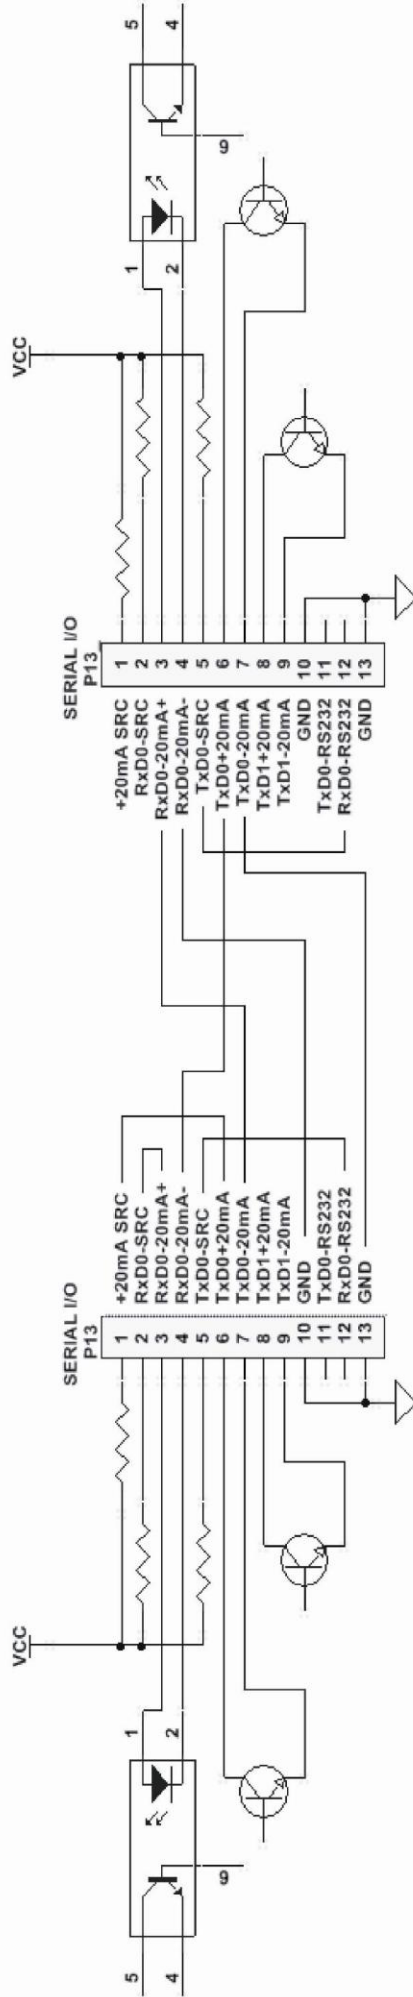 VCC
5
4
1
2
9
SERIAL I/O
P13
1 +20mA SRC
2 RxD0-SRC
3 RxD0-20mA+
4 RxD0-20mA-
5 TxD0-SRC
6 TxD0+20mA
7 TxD0-20mA
8 TxD1+20mA
9 TxD1-20mA
10 GND
11 TxD0-RS232
12 RxD0-RS232
13 GND
SERIAL I/O
P13
+20mA SRC 1
RxD0-SRC 2
RxD0-20mA+ 3
RxD0-20mA- 4
TxD0-SRC 5
TxD0+20mA 6
TxD0-20mA 7
TxD1+20mA 8
TxD1-20mA 9
GND 10
TxD0-RS232 11
RxD0-RS232 12
GND 13
VCC
1
2
5
4
9